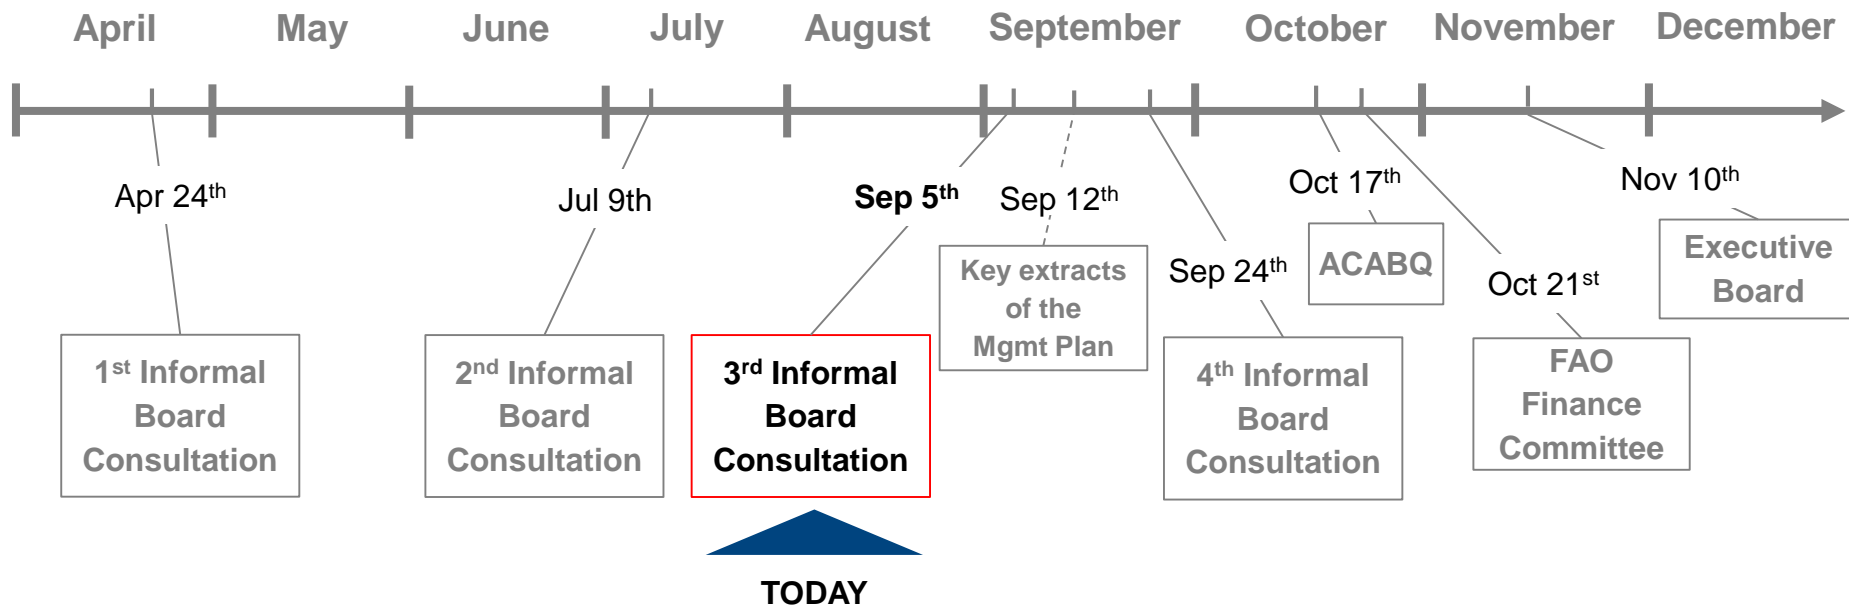 April May June July August September October November December
Apr 24th
Jul 9th
Sep 5th
Sep 12th
Oct 17th
Nov 10th
Sep 24th
Oct 21st
1st Informal
Board
Consultation
2nd Informal
Board
Consultation
3rd Informal
Board
Consultation
Key extracts
of the
Mgmt Plan
4th Informal
Board
Consultation
ACABQ
FAO
Finance
Committee
Executive
Board
TODAY